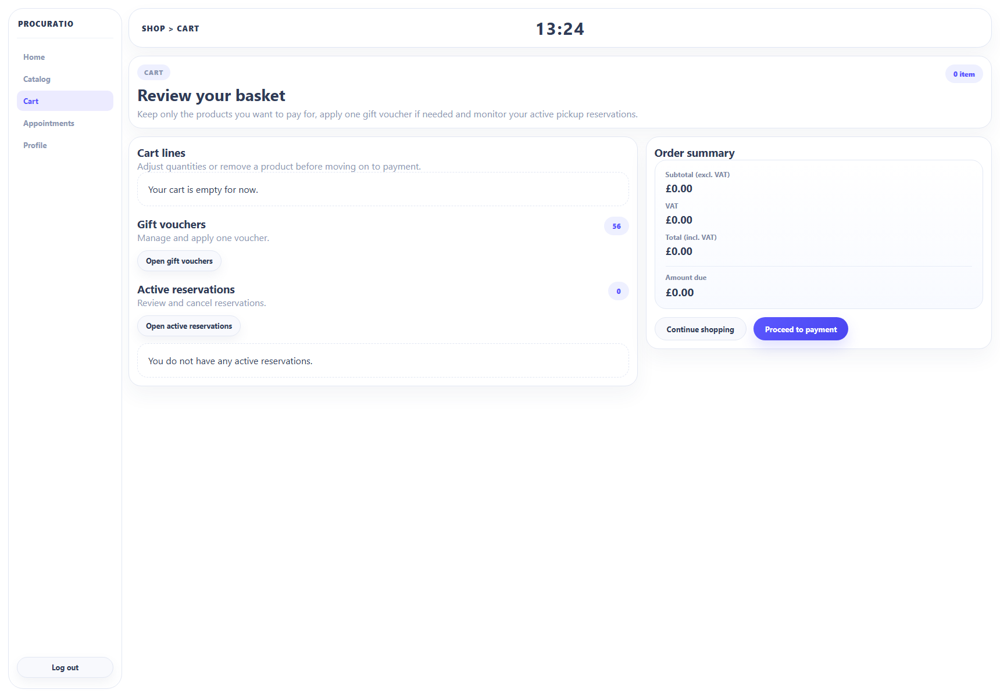 PROCURATIO
Home
Catalog
Cart
Appointments
Profile
Log out
SHOP > CART
13:24
CART
0 item
Review your basket
Keep only the products you want to pay for, apply one gift voucher if needed and monitor your active pickup reservations.
Cart lines
Adjust quantities or remove a product before moving on to payment.
Your cart is empty for now.
Gift vouchers
56
Manage and apply one voucher.
Open gift vouchers
Active reservations
0
Review and cancel reservations.
Open active reservations
You do not have any active reservations.
Order summary
Subtotal (excl. VAT)
£0.00
VAT
£0.00
Total (incl. VAT)
£0.00
Amount due
£0.00
Continue shopping
Proceed to payment